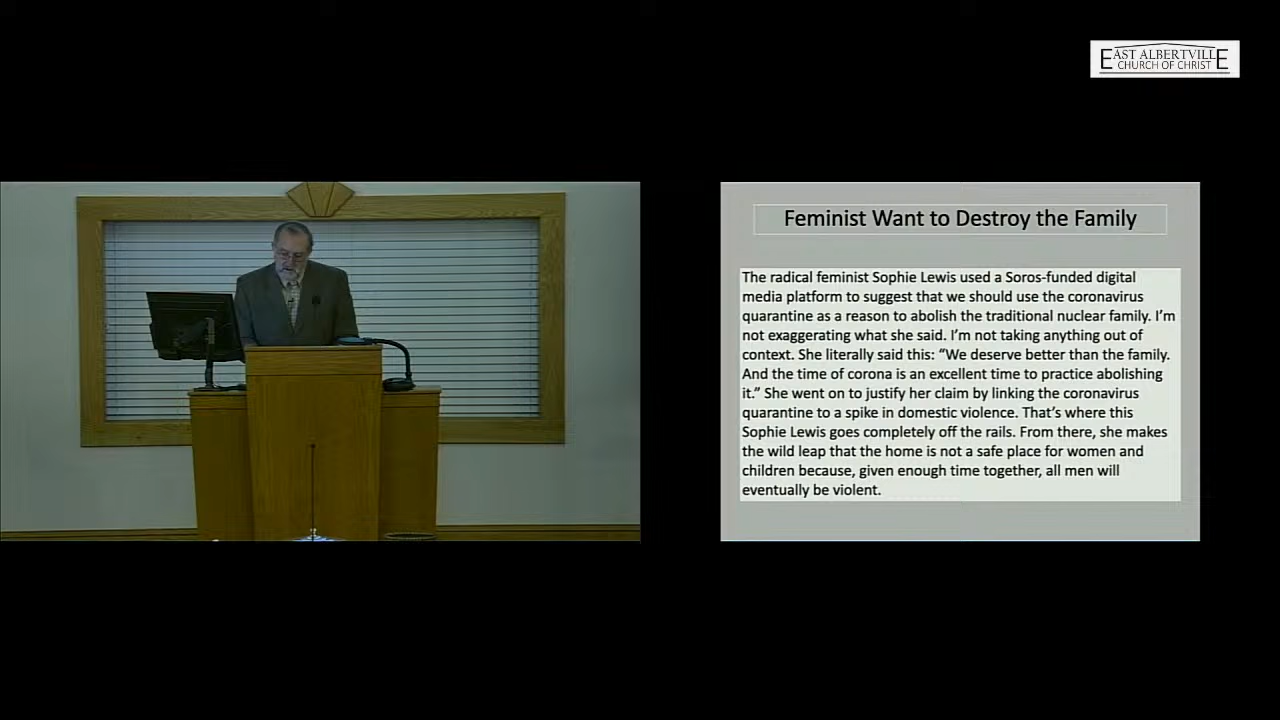 EAST ALBERTVILLE
CHURCH OF CHRIST
Feminist Want to Destroy the Family
The radical feminist Sophie Lewis used a Soros-funded digital
media platform to suggest that we should use the coronavirus
quarantine as a reason to abolish the traditional nuclear family. I’m
not exaggerating what she said. I’m not taking anything out of
context. She literally said this: “We deserve better than the family.
And the time of corona is an excellent time to practice abolishing
it.” She went on to justify her claim by linking the coronavirus
quarantine to a spike in domestic violence. That’s where this
Sophie Lewis goes completely off the rails. From there, she makes
the wild leap that the home is not a safe place for women and
children because, given enough time together, all men will
eventually be violent.